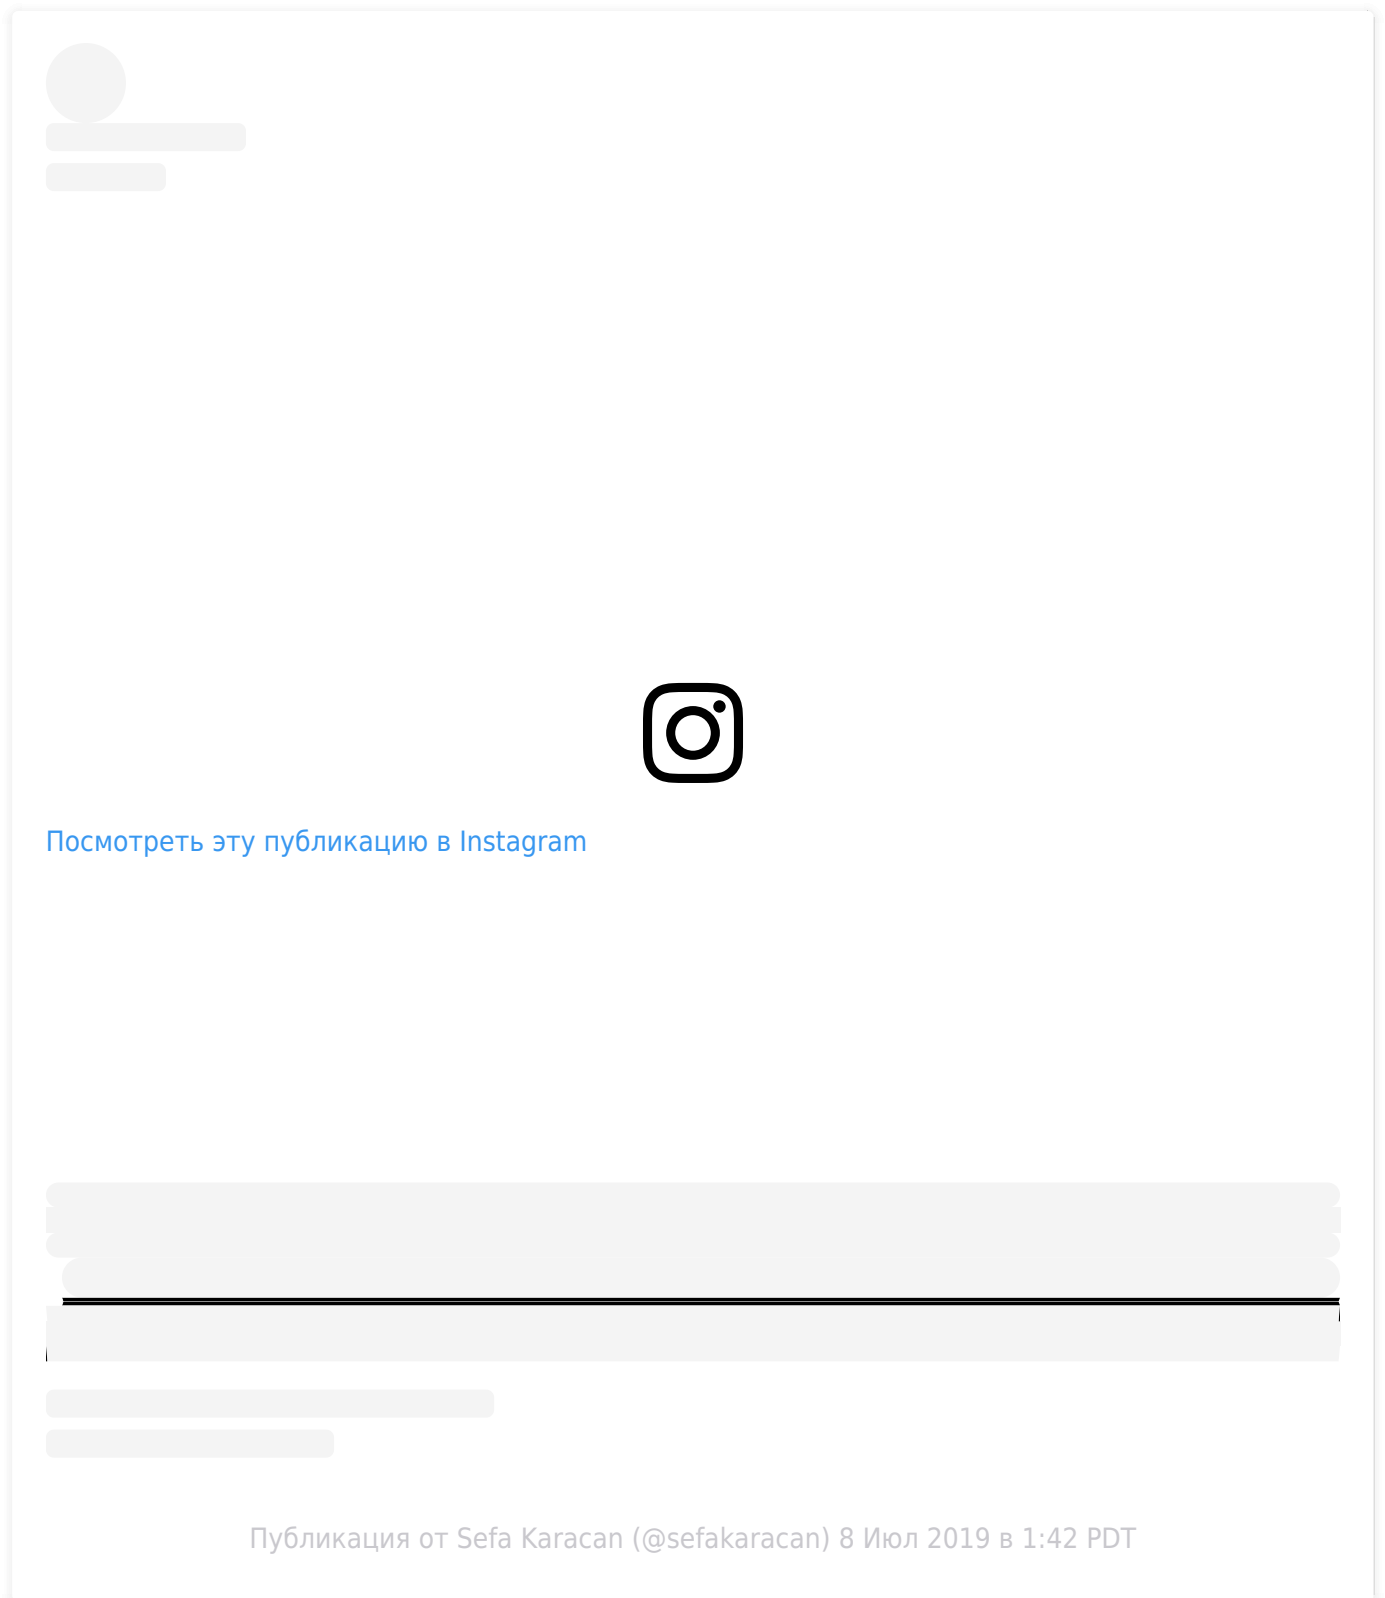 Посмотреть эту публикацию в Instagram
Публикация от Sefa Karacan (@sefakaracan) 8 Июл 2019 в 1:42 PDT